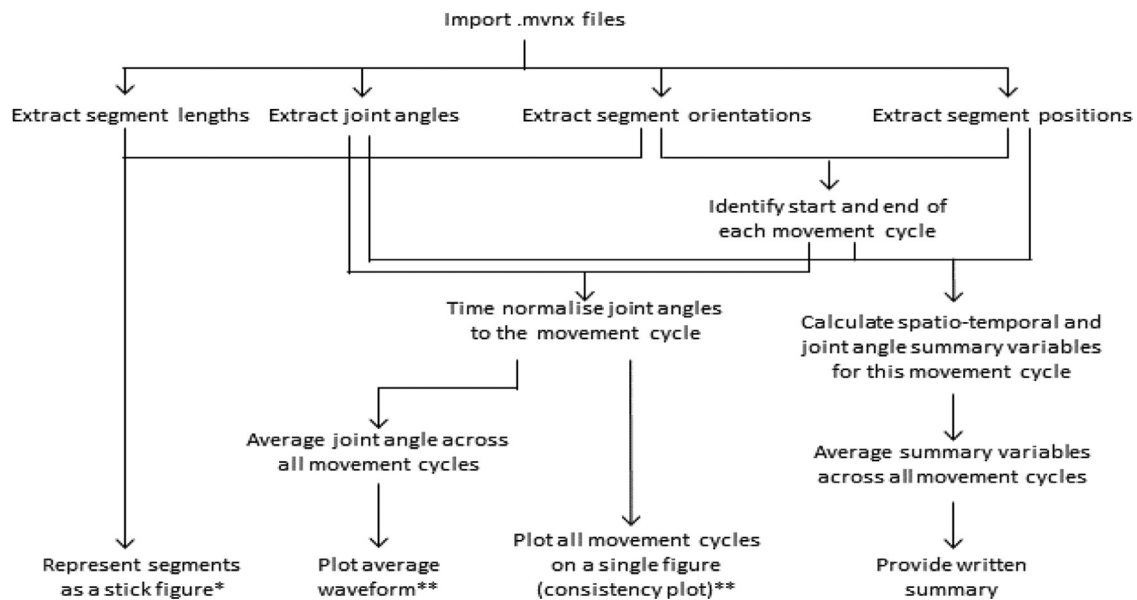 Import .mvnx files
Extract segment lengths
Extract joint angles
Extract segment orientations
Extract segment positions
Identify start and end of
each movement cycle
Time normalise joint angles
to the movement cycle
Calculate spatio-temporal and
joint angle summary variables
for this movement cycle
Average joint angle across
all movement cycles
Average summary variables
across all movement cycles
Represent segments
as a stick figure*
Plot average
waveform**
Plot all movement cycles
on a single figure
(consistency plot)**
Provide written
summary